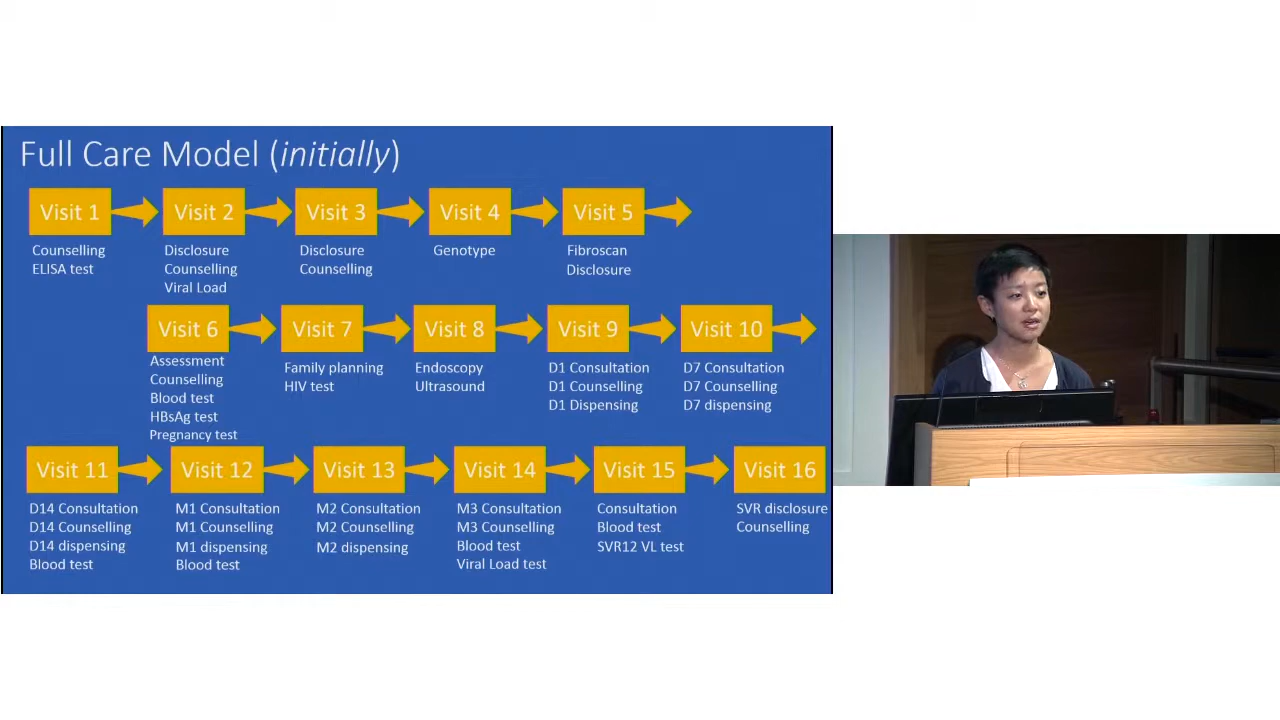 Full Care Model (initially)
Visit 1
Visit 2
Visit 3
Visit 4
Visit 5
Counselling
ELISA test
Disclosure
Counselling
Viral Load
Disclosure
Counselling
Genotype
Fibroscan
Disclosure
Visit 6
Visit 7
Visit 8
Visit 9
Visit 10
Assessment
Counselling
Blood test
HBsAg test
Pregnancy test
Family planning
HIV test
Endoscopy
Ultrasound
D1 Consultation
D1 Counselling
D1 Dispensing
D7 Consultation
D7 Counselling
D7 dispensing
Visit 11
Visit 12
Visit 13
Visit 14
Visit 15
Visit 16
D14 Consultation
D14 Counselling
D14 dispensing
Blood test
M1 Consultation
M1 Counselling
M1 dispensing
Blood test
M2 Consultation
M2 Counselling
M2 dispensing
M3 Consultation
M3 Counselling
Blood test
Viral Load test
Consultation
Blood test
SVR12 VL test
SVR disclosure
Counselling